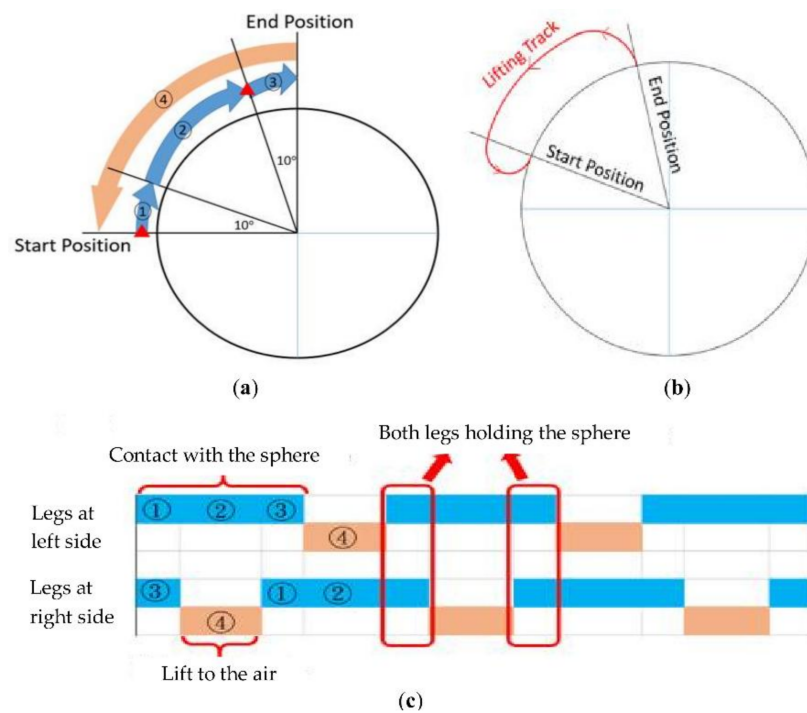 End Position
③
④
②
10°
①
10°
Start Position
(a)
Lifting Track
End Position
Start Position
(b)
Both legs holding the sphere
Contact with the sphere
Legs at
left side
① ② ③
④
Legs at
right side
③ ① ②
④
Lift to the air
(c)